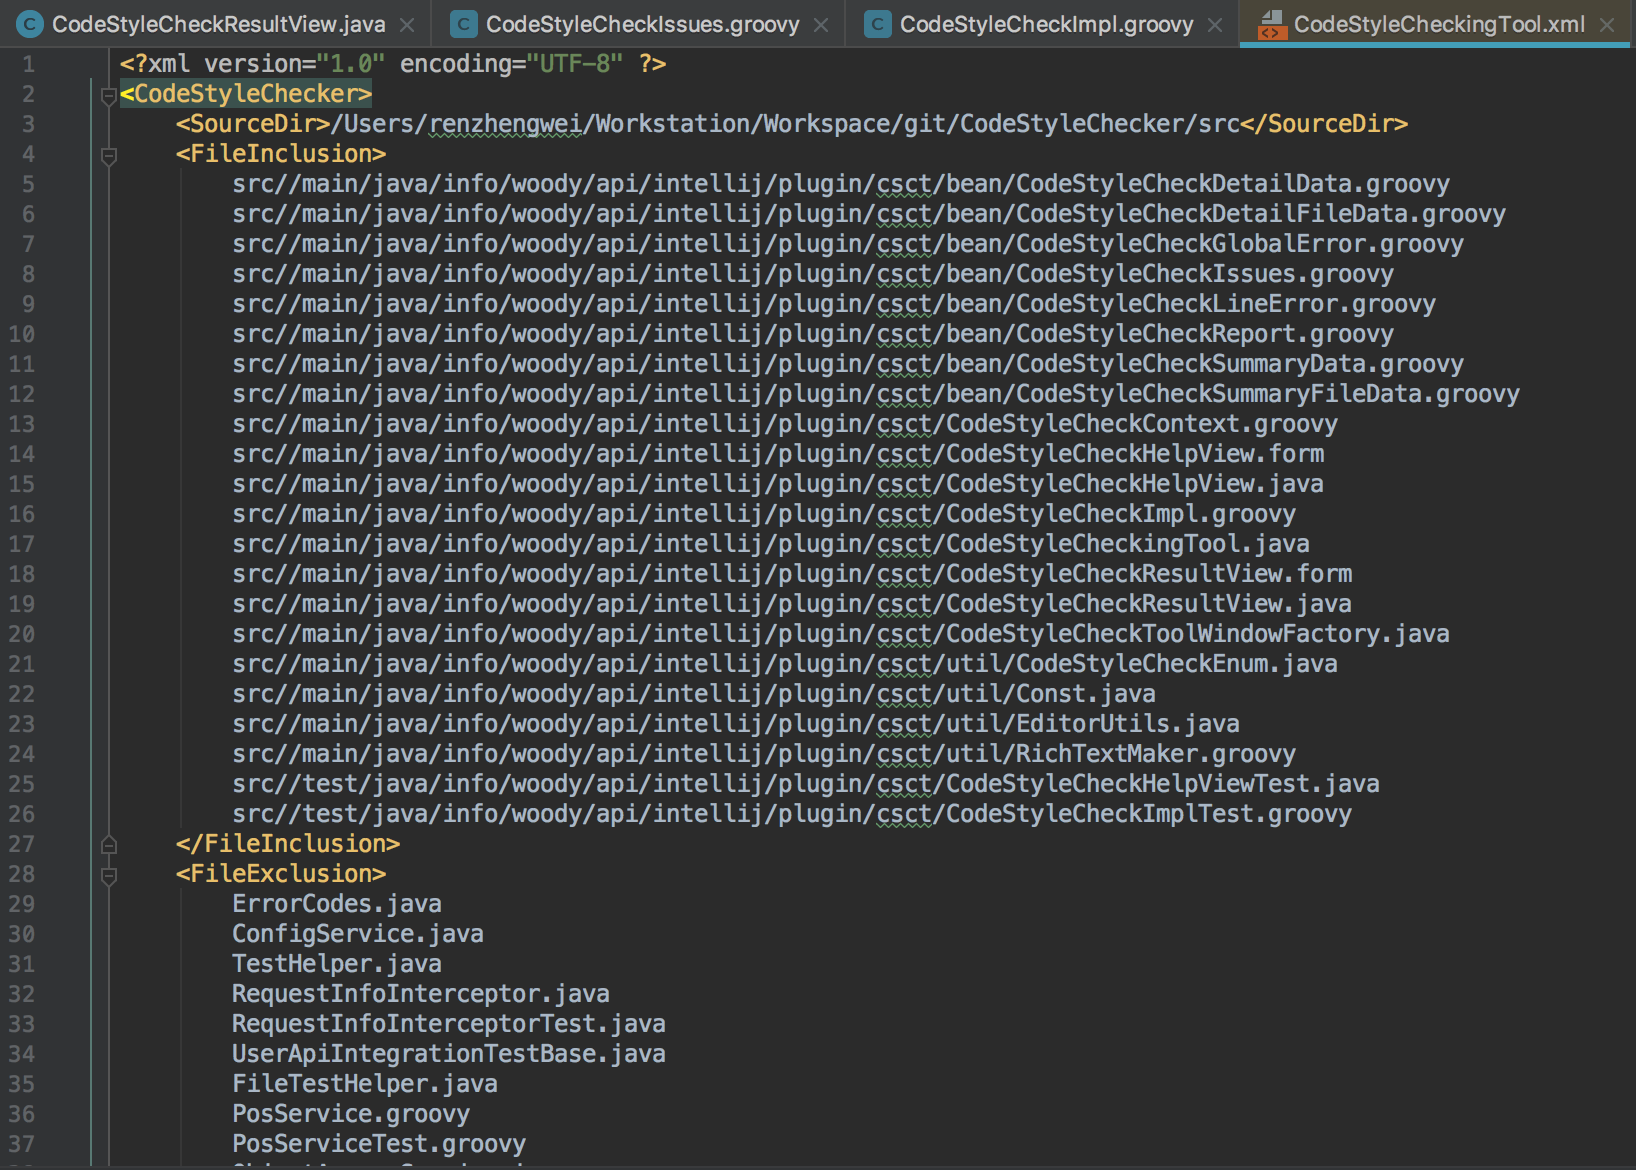 CodeStyleCheckResultView.java CodeStyleCheckIssues.groovy CodeStyleCheckImpl.groovy CodeStyleCheckingTool.xml
1 <?xml version="1.0" encoding="UTF-8" ?>
2 <CodeStyleChecker>
3 <SourceDir>/Users/renzhengwei/Workstation/Workspace/git/CodeStyleChecker/src</SourceDir>
4 <FileInclusion>
5 src//main/java/info/woody/api/intellij/plugin/csct/bean/CodeStyleCheckDetailData.groovy
6 src//main/java/info/woody/api/intellij/plugin/csct/bean/CodeStyleCheckDetailFileData.groovy
7 src//main/java/info/woody/api/intellij/plugin/csct/bean/CodeStyleCheckGlobalError.groovy
8 src//main/java/info/woody/api/intellij/plugin/csct/bean/CodeStyleCheckIssues.groovy
9 src//main/java/info/woody/api/intellij/plugin/csct/bean/CodeStyleCheckLineError.groovy
10 src//main/java/info/woody/api/intellij/plugin/csct/bean/CodeStyleCheckReport.groovy
11 src//main/java/info/woody/api/intellij/plugin/csct/bean/CodeStyleCheckSummaryData.groovy
12 src//main/java/info/woody/api/intellij/plugin/csct/bean/CodeStyleCheckSummaryFileData.groovy
13 src//main/java/info/woody/api/intellij/plugin/csct/CodeStyleCheckContext.groovy
14 src//main/java/info/woody/api/intellij/plugin/csct/CodeStyleCheckHelpView.form
15 src//main/java/info/woody/api/intellij/plugin/csct/CodeStyleCheckHelpView.java
16 src//main/java/info/woody/api/intellij/plugin/csct/CodeStyleCheckImpl.groovy
17 src//main/java/info/woody/api/intellij/plugin/csct/CodeStyleCheckingTool.java
18 src//main/java/info/woody/api/intellij/plugin/csct/CodeStyleCheckResultView.form
19 src//main/java/info/woody/api/intellij/plugin/csct/CodeStyleCheckResultView.java
20 src//main/java/info/woody/api/intellij/plugin/csct/CodeStyleCheckToolWindowFactory.java
21 src//main/java/info/woody/api/intellij/plugin/csct/util/CodeStyleCheckEnum.java
22 src//main/java/info/woody/api/intellij/plugin/csct/util/Const.java
23 src//main/java/info/woody/api/intellij/plugin/csct/util/EditorUtils.java
24 src//main/java/info/woody/api/intellij/plugin/csct/util/RichTextMaker.groovy
25 src//test/java/info/woody/api/intellij/plugin/csct/CodeStyleCheckHelpViewTest.java
26 src//test/java/info/woody/api/intellij/plugin/csct/CodeStyleCheckImplTest.groovy
27 </FileInclusion>
28 <FileExclusion>
29 ErrorCodes.java
30 ConfigService.java
31 TestHelper.java
32 RequestInfoInterceptor.java
33 RequestInfoInterceptorTest.java
34 UserApiIntegrationTestBase.java
35 FileTestHelper.java
36 PosService.groovy
37 PosServiceTest.groovy